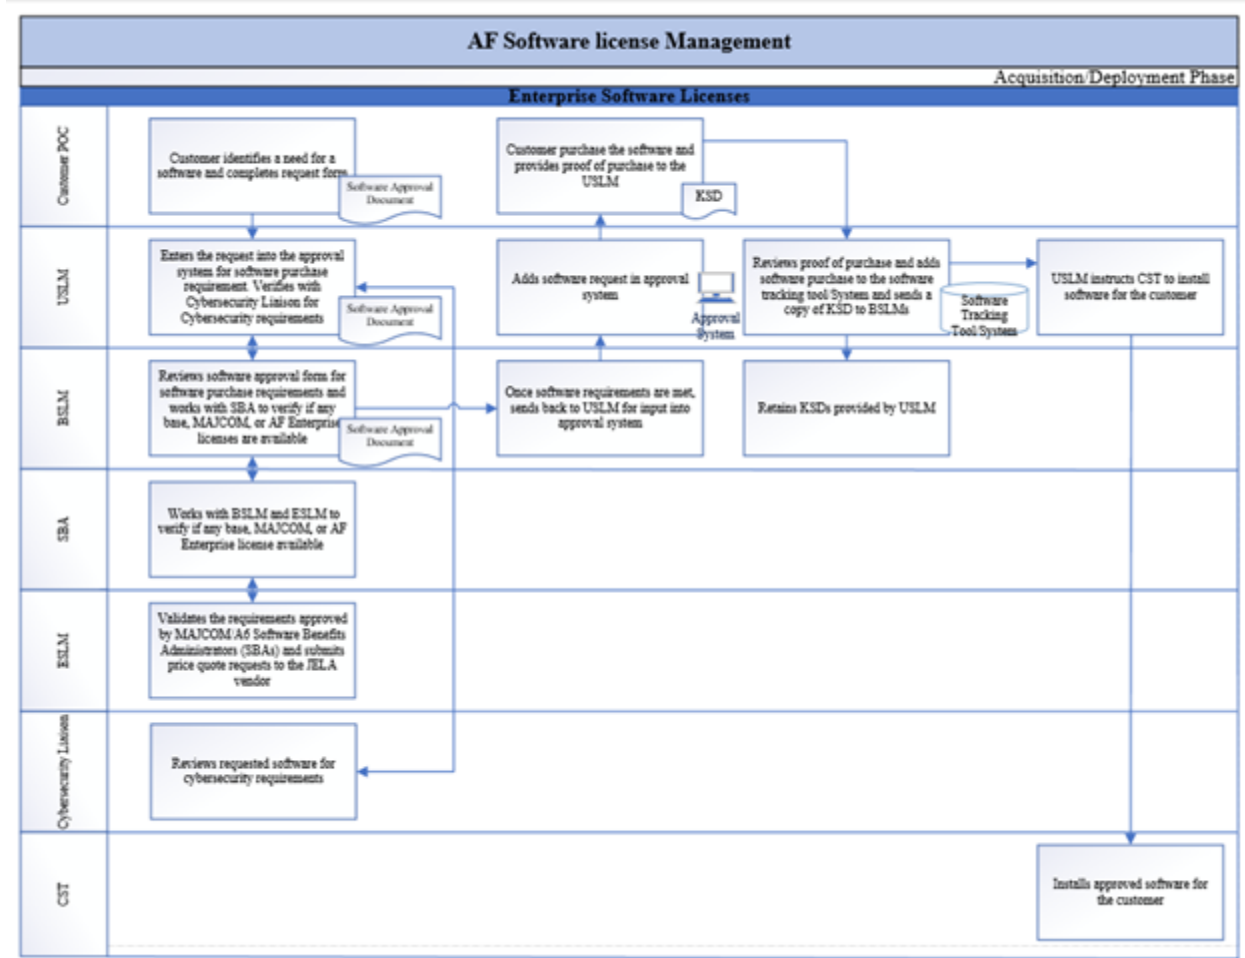 AF Software license Management
Acquisition/Deployment Phase
Enterprise Software Licenses
Customer POC
Customer identifies a need for a
software and completes request form
Software Approval
Document
Customer purchase the software and
provides proof of purchase to the
USLM
KSD
USLM
Enters the request into the approval
system for software purchase
requirement. Verifies with
Cybersecurity Liaison for
Cybersecurity requirements
Software Approval
Document
Adds software request in approval
system
Approval
System
Reviews proof of purchase and adds
software purchase to the software
tracking tool/System and sends a
copy of KSD to BSLMs
Software
Tracking
Tool/System
USLM instructs CST to install
software for the customer
BSLM
Reviews software approval form for
software purchase requirements and
works with SBA to verify if any
base, MAJCOM, or AF Enterprise
licenses are available
Software Approval
Document
Once software requirements are met,
sends back to USLM for input into
approval system
Retains KSDs provided by USLM
SBA
Works with BSLM and ESLM to
verify if any base, MAJCOM, or AF
Enterprise license available
ESLM
Validates the requirements approved
by MAJCOM/A6 Software Benefits
Administrators (SBAs) and submits
price quote requests to the JELA
vendor
Cybersecurity Liaison
Reviews requested software for
cybersecurity requirements
CST
Installs approved software for
the customer